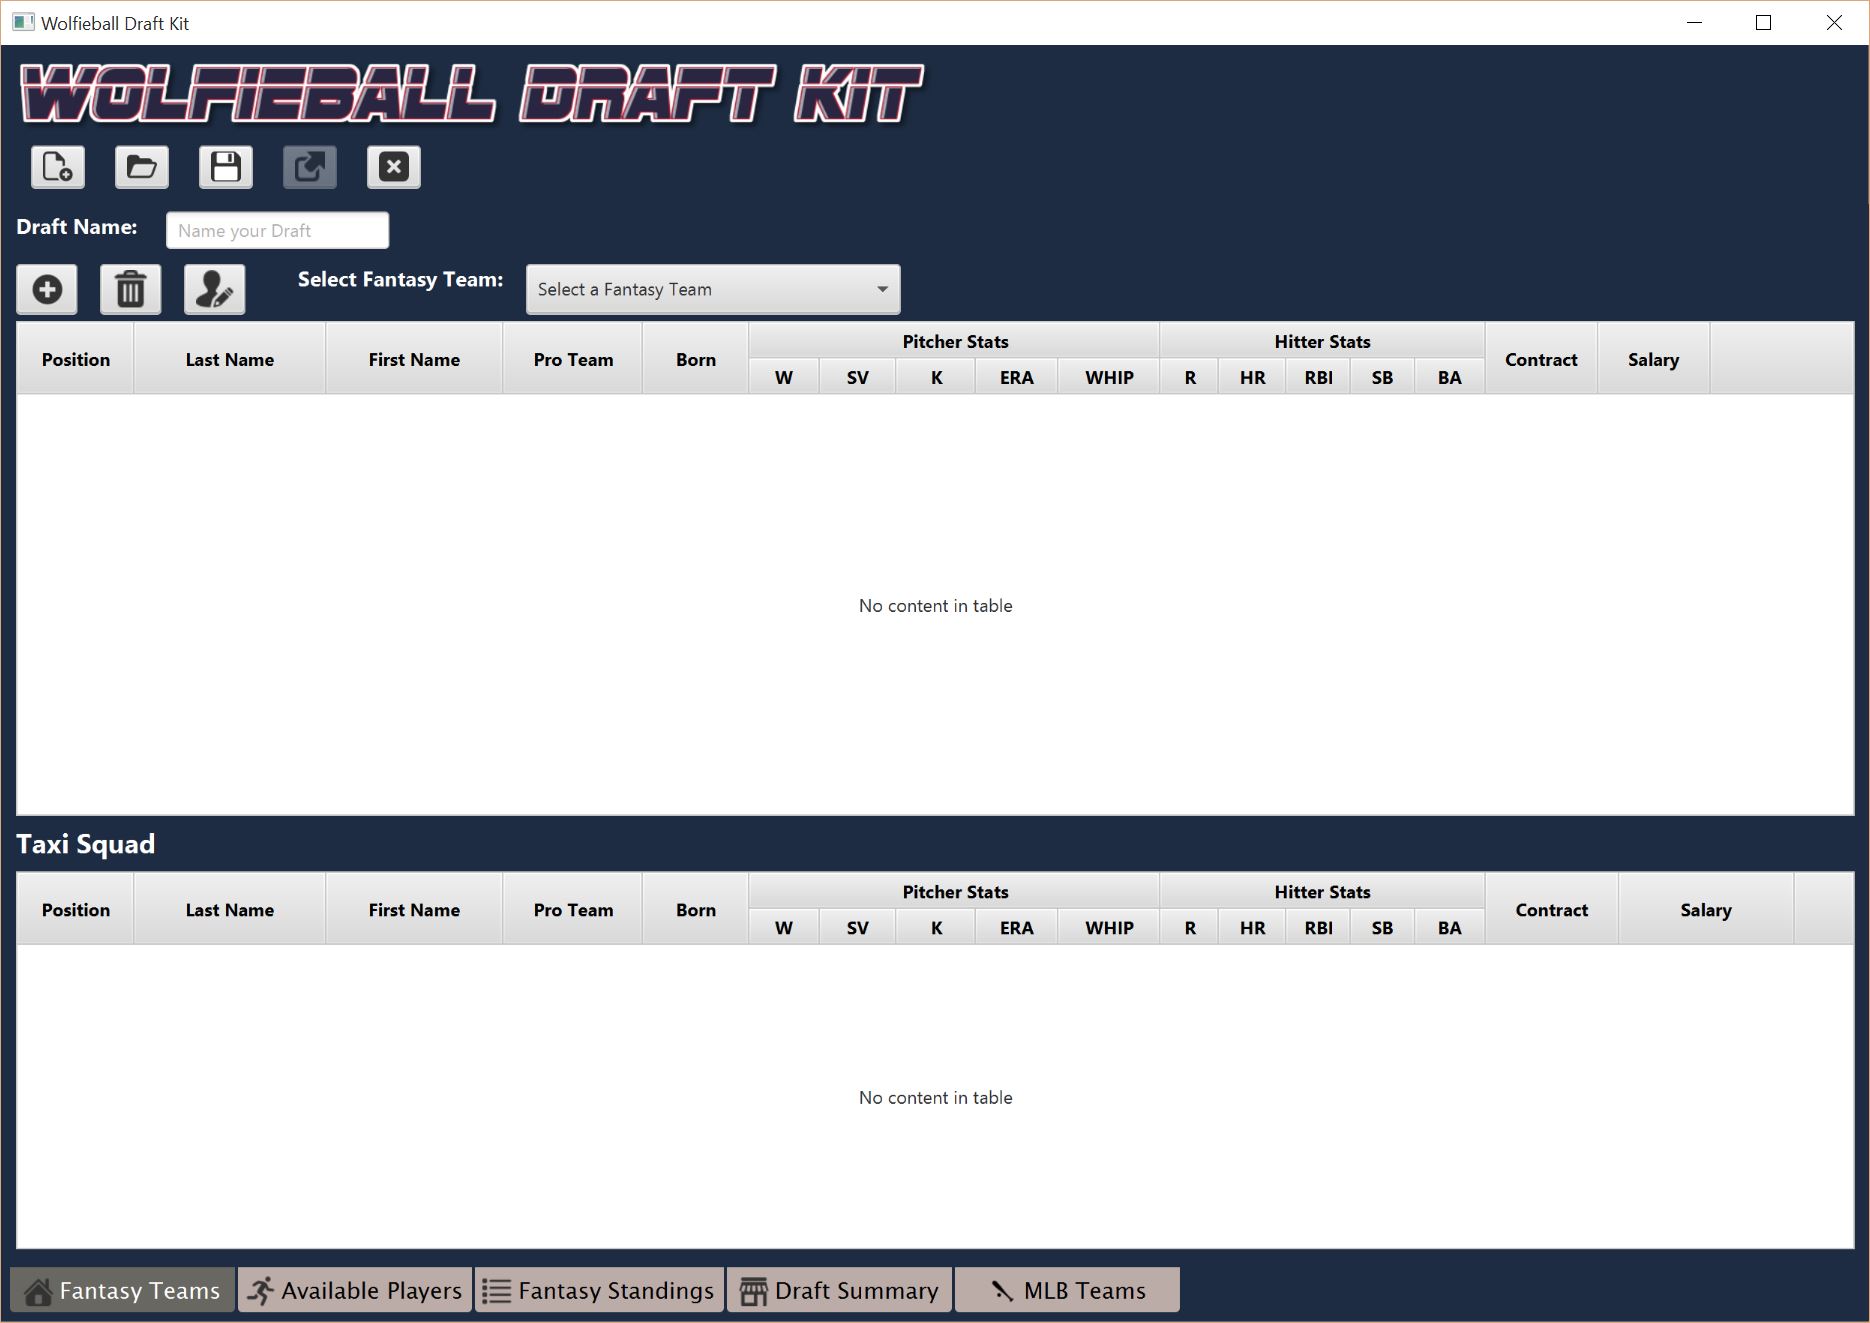 Wolfieball Draft Kit
WOLFIEBALL DRAFT KIT
Draft Name: Name your Draft
Select Fantasy Team: Select a Fantasy Team
Position Last Name First Name Pro Team Born Pitcher Stats Hitter Stats Contract Salary
W SV K ERA WHIP R HR RBI SB BA
No content in table
Taxi Squad
Position Last Name First Name Pro Team Born Pitcher Stats Hitter Stats Contract Salary
W SV K ERA WHIP R HR RBI SB BA
No content in table
Fantasy Teams Available Players Fantasy Standings Draft Summary MLB Teams